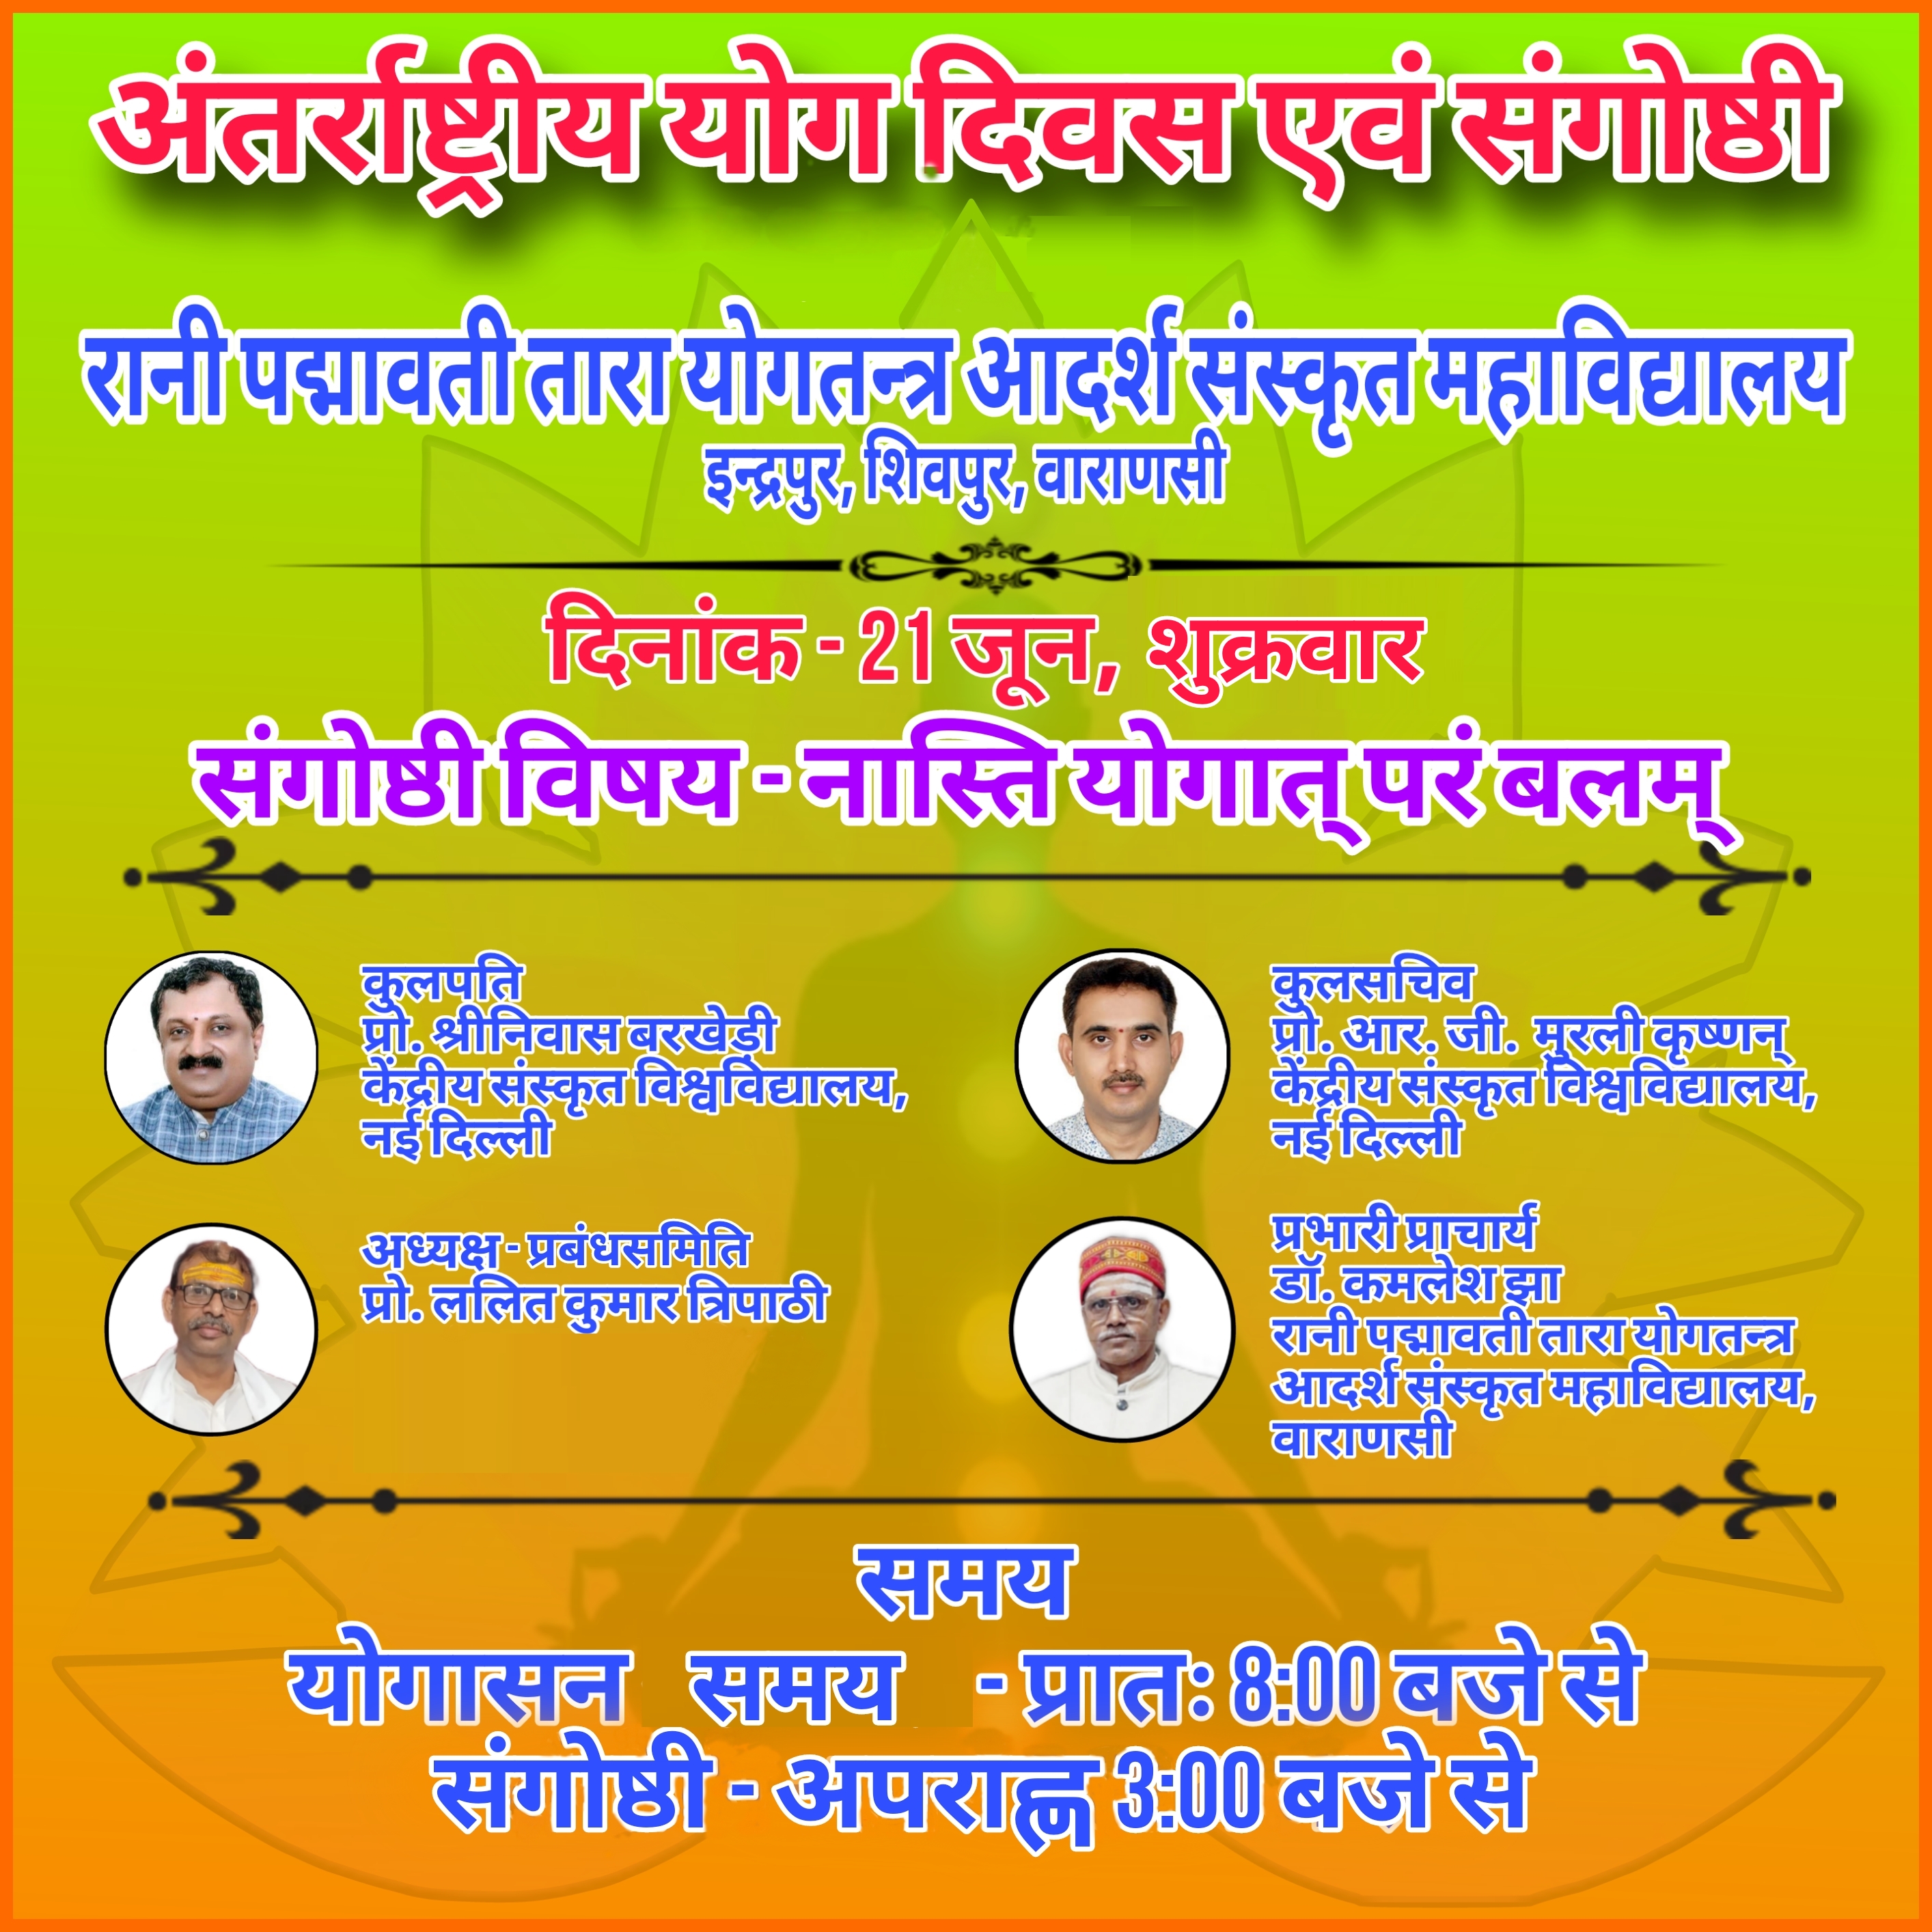 अंतर्राष्ट्रीय योग दिवस एवं संगोष्ठी
रानी पद्मावती तारा योगतन्त्र आदर्श संस्कृत महाविद्यालय
इन्द्रपुर, शिवपुर, वाराणसी
दिनांक - 21 जून, शुक्रवार
संगोष्ठी विषय - नास्ति योगात् परं बलम्
कुलपति
प्रो. श्रीनिवास बरखेड़ी
केंद्रीय संस्कृत विश्वविद्यालय,
नई दिल्ली
कुलसचिव
प्रो. आर. जी. मुरली कृष्णन्
केंद्रीय संस्कृत विश्वविद्यालय,
नई दिल्ली
अध्यक्ष - प्रबंधसमिति
प्रो. ललित कुमार त्रिपाठी
प्रभारी प्राचार्य
डॉ. कमलेश झा
रानी पद्मावती तारा योगतन्त्र
आदर्श संस्कृत महाविद्यालय,
वाराणसी
समय
योगासन समय - प्रातः 8:00 बजे से
संगोष्ठी - अपराह्ण 3:00 बजे से